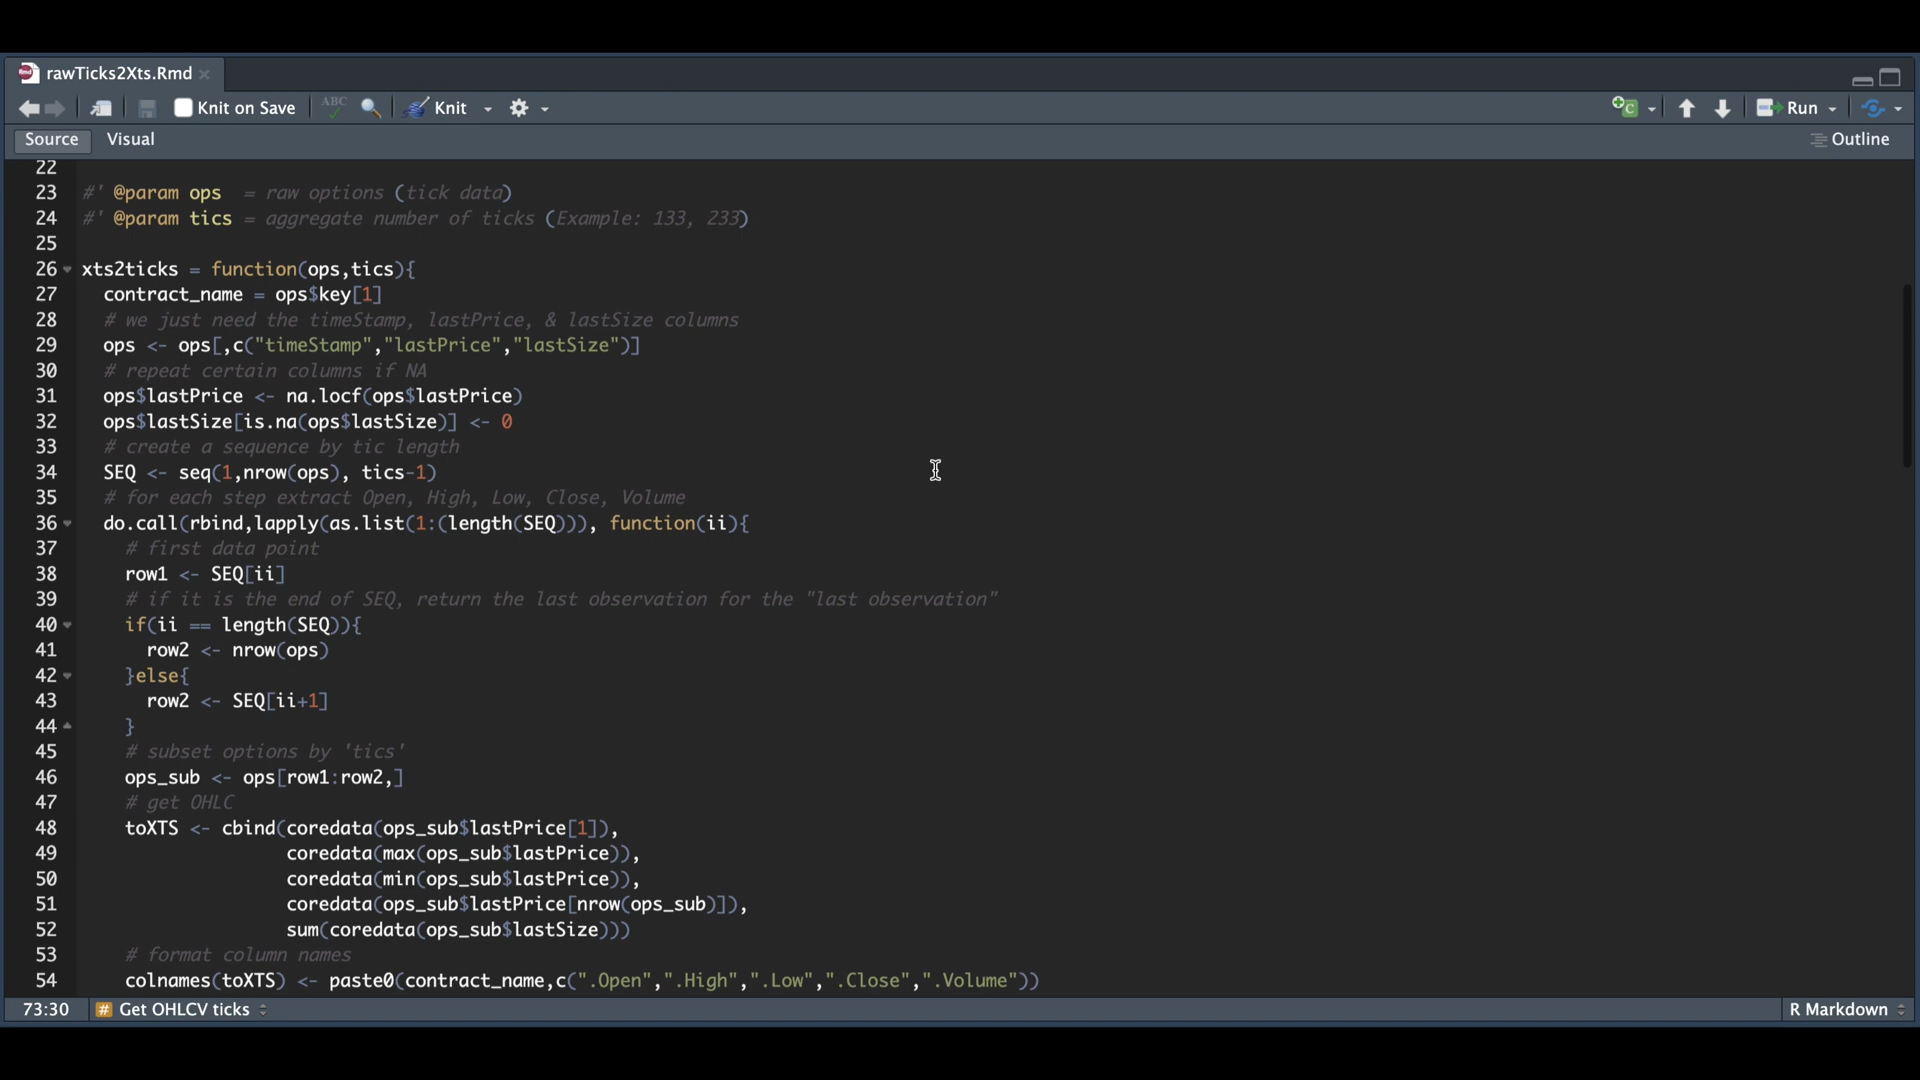 rawTicks2Xts.Rmd
Knit on Save
ABC
Knit
C
Run
Source
Visual
Outline
22
23 #' @param ops  = raw options (tick data)
24 #' @param tics = aggregate number of ticks (Example: 133, 233)
25
26 xts2ticks = function(ops,tics){
27   contract_name = ops$key[1]
28   # we just need the timeStamp, lastPrice, & lastSize columns
29   ops <- ops[,c("timeStamp","lastPrice","lastSize")]
30   # repeat certain columns if NA
31   ops$lastPrice <- na.locf(ops$lastPrice)
32   ops$lastSize[is.na(ops$lastSize)] <- 0
33   # create a sequence by tic length
34   SEQ <- seq(1,nrow(ops), tics-1)
35   # for each step extract Open, High, Low, Close, Volume
36   do.call(rbind,lapply(as.list(1:(length(SEQ))), function(ii){
37     # first data point
38     row1 <- SEQ[ii]
39     # if it is the end of SEQ, return the last observation for the "last observation"
40     if(ii == length(SEQ)){
41       row2 <- nrow(ops)
42     }else{
43       row2 <- SEQ[ii+1]
44     }
45     # subset options by 'tics'
46     ops_sub <- ops[row1:row2,]
47     # get OHLC
48     toXTS <- cbind(coredata(ops_sub$lastPrice[1]),
49                    coredata(max(ops_sub$lastPrice)),
50                    coredata(min(ops_sub$lastPrice)),
51                    coredata(ops_sub$lastPrice[nrow(ops_sub)]),
52                    sum(coredata(ops_sub$lastSize)))
53     # format column names
54     colnames(toXTS) <- paste0(contract_name,c(".Open",".High",".Low",".Close",".Volume"))
73:30
# Get OHLCV ticks
R Markdown